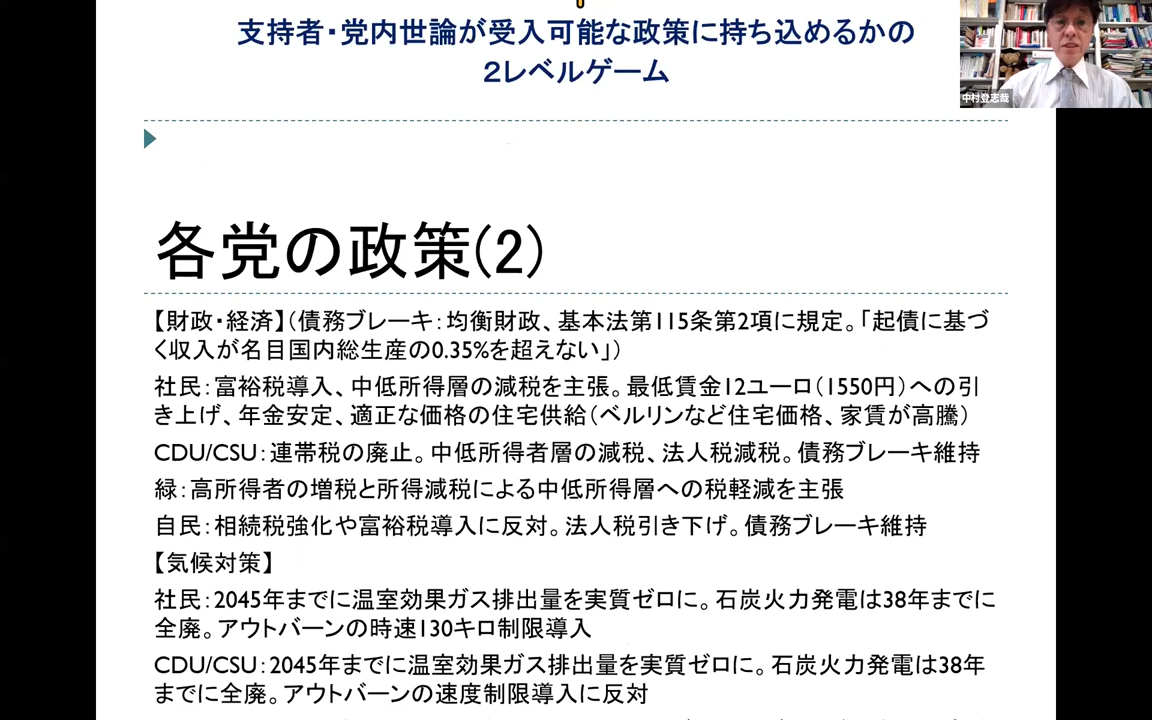 支持者・党内世論が受入可能な政策に持ち込めるかの
2レベルゲーム
中村登志哉
各党の政策(2)
【財政・経済】（債務ブレーキ：均衡財政、基本法第115条第2項に規定。「起債に基づ
く収入が名目国内総生産の0.35%を超えない」）
社民：富裕税導入、中低所得層の減税を主張。最低賃金12ユーロ（1550円）への引
き上げ、年金安定、適正な価格の住宅供給（ベルリンなど住宅価格、家賃が高騰）
CDU/CSU：連帯税の廃止。中低所得者層の減税、法人税減税。債務ブレーキ維持
緑：高所得者の増税と所得減税による中低所得層への税軽減を主張
自民：相続税強化や富裕税導入に反対。法人税引き下げ。債務ブレーキ維持
【気候対策】
社民：2045年までに温室効果ガス排出量を実質ゼロに。石炭火力発電は38年までに
全廃。アウトバーンの時速130キロ制限導入
CDU/CSU：2045年までに温室効果ガス排出量を実質ゼロに。石炭火力発電は38年
までに全廃。アウトバーンの速度制限導入に反対